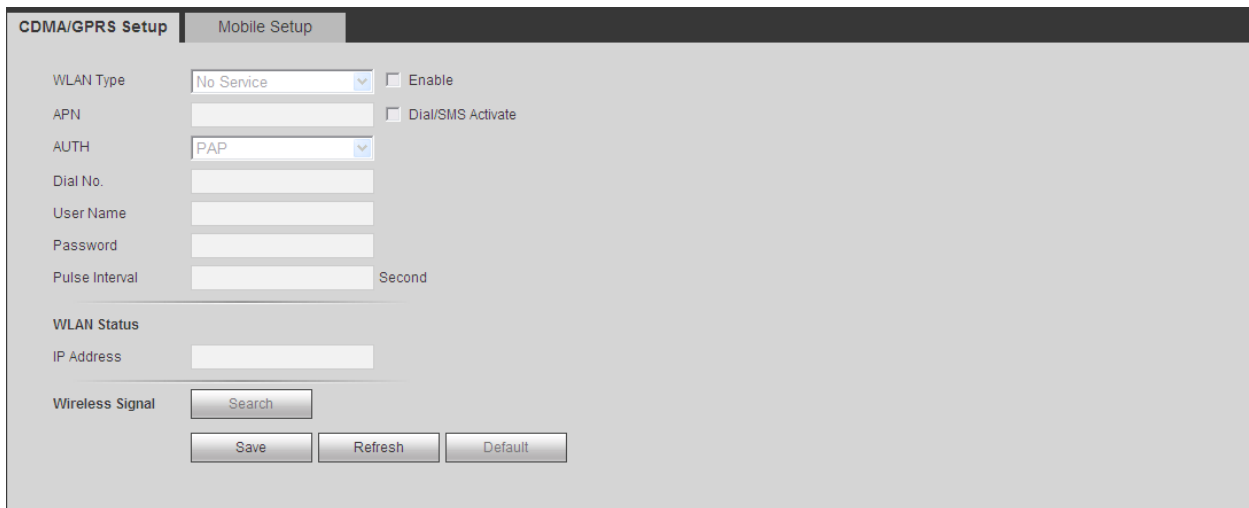 CDMA/GPRS Setup Mobile Setup
WLAN Type No Service Enable
APN Dial/SMS Activate
AUTH PAP
Dial No.
User Name
Password
Pulse Interval Second
WLAN Status
IP Address
Wireless Signal Search
Save Refresh Default